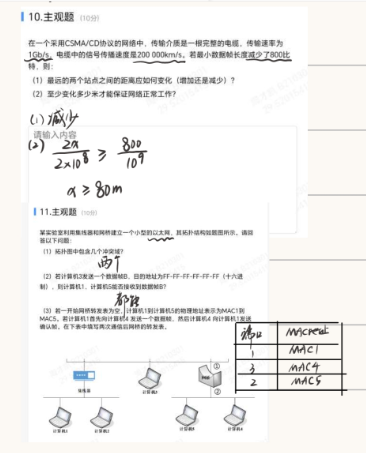 10.主观题 (10分)
在一个采用CSMA/CD协议的网络中，传输介质是一根完整的电缆，传输速率为
1Gb/s，电缆中的信号传播速度是200 000km/s。若最小数据帧长度减少了800比
特，则：
（1）最远的两个站点之间的距离应如何变化（增加还是减少）？
（2）至少变化多少米才能保证网络正常工作？
(1) 减少
请输入内容
(2) 2x / 2×10^8 ≥ 800 / 10^9
x ≥ 80m
11.主观题 (10分)
某实验室利用集线器和网桥建立一个小型的以太网，其拓扑结构如题图所示，请回
答以下问题：
（1）拓扑图中包含几个冲突域？
两个
（2）若计算机3发送一个数据帧B，目的地址为FF-FF-FF-FF-FF-FF（十六进
制），则计算机1、计算机5能否接收到数据帧B？
都能
（3）若一开始网桥转发表为空，计算机1到计算机5的物理地址表示为MAC1到
MAC5，若计算机1首先向计算机4 发送一个数据帧，然后计算机4 向计算机1发送
确认帧，在下表中填写两次通信后网桥的转发表。
端口 MAC地址
1 MAC1
3 MAC4
2 MAC5
①
②
集线器
计算机3
计算机1
计算机2
计算机5
计算机4